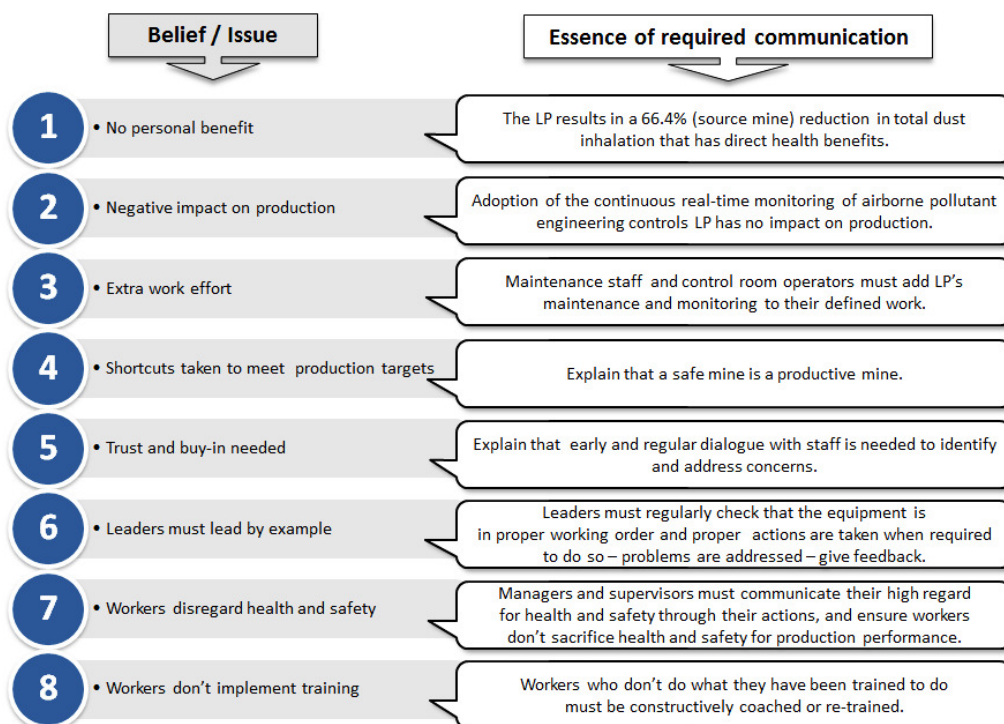 Belief / Issue
Essence of required communication
1
• No personal benefit
The LP results in a 66.4% (source mine) reduction in total dust
inhalation that has direct health benefits.
2
• Negative impact on production
Adoption of the continuous real-time monitoring of airborne pollutant
engineering controls LP has no impact on production.
3
• Extra work effort
Maintenance staff and control room operators must add LP's
maintenance and monitoring to their defined work.
4
• Shortcuts taken to meet production targets
Explain that a safe mine is a productive mine.
5
• Trust and buy-in needed
Explain that early and regular dialogue with staff is needed to identify
and address concerns.
6
• Leaders must lead by example
Leaders must regularly check that the equipment is
in proper working order and proper actions are taken when required
to do so – problems are addressed – give feedback.
7
• Workers disregard health and safety
Managers and supervisors must communicate their high regard
for health and safety through their actions, and ensure workers
don't sacrifice health and safety for production performance.
8
• Workers don't implement training
Workers who don't do what they have been trained to do
must be constructively coached or re-trained.